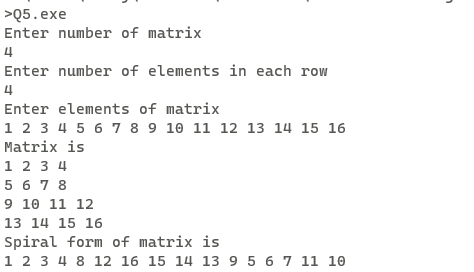 >Q5.exe
Enter number of matrix
4
Enter number of elements in each row
4
Enter elements of matrix
1 2 3 4 5 6 7 8 9 10 11 12 13 14 15 16
Matrix is
1 2 3 4
5 6 7 8
9 10 11 12
13 14 15 16
Spiral form of matrix is
1 2 3 4 8 12 16 15 14 13 9 5 6 7 11 10